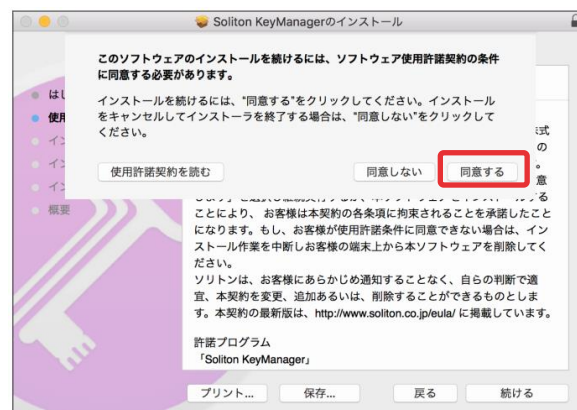 Soliton KeyManagerのインストール
このソフトウェアのインストールを続けるには、ソフトウェア使用許諾契約の条件
に同意する必要があります。
インストールを続けるには、"同意する"をクリックしてください。インストール
をキャンセルしてインストーラを終了する場合は、"同意しない"をクリックして
ください。
使用許諾契約を読む
同意しない
同意する
はじ
使用
イン
イン
イン
概要
式
の
。
意
ことにより、お客様は本契約の各条項に拘束されることを承諾したこと
になります。もし、お客様が使用許諾条件に同意できない場合は、イン
ストール作業を中断しお客様の端末上から本ソフトウェアを削除してく
ださい。
ソリトンは、お客様にあらかじめ通知することなく、自らの判断で適
宜、本契約を変更、追加あるいは、削除することができるものとしま
す。本契約の最新版は、http://www.soliton.co.jp/eula/ に掲載しています。
許諾プログラム
「Soliton KeyManager」
プリント...
保存...
戻る
続ける